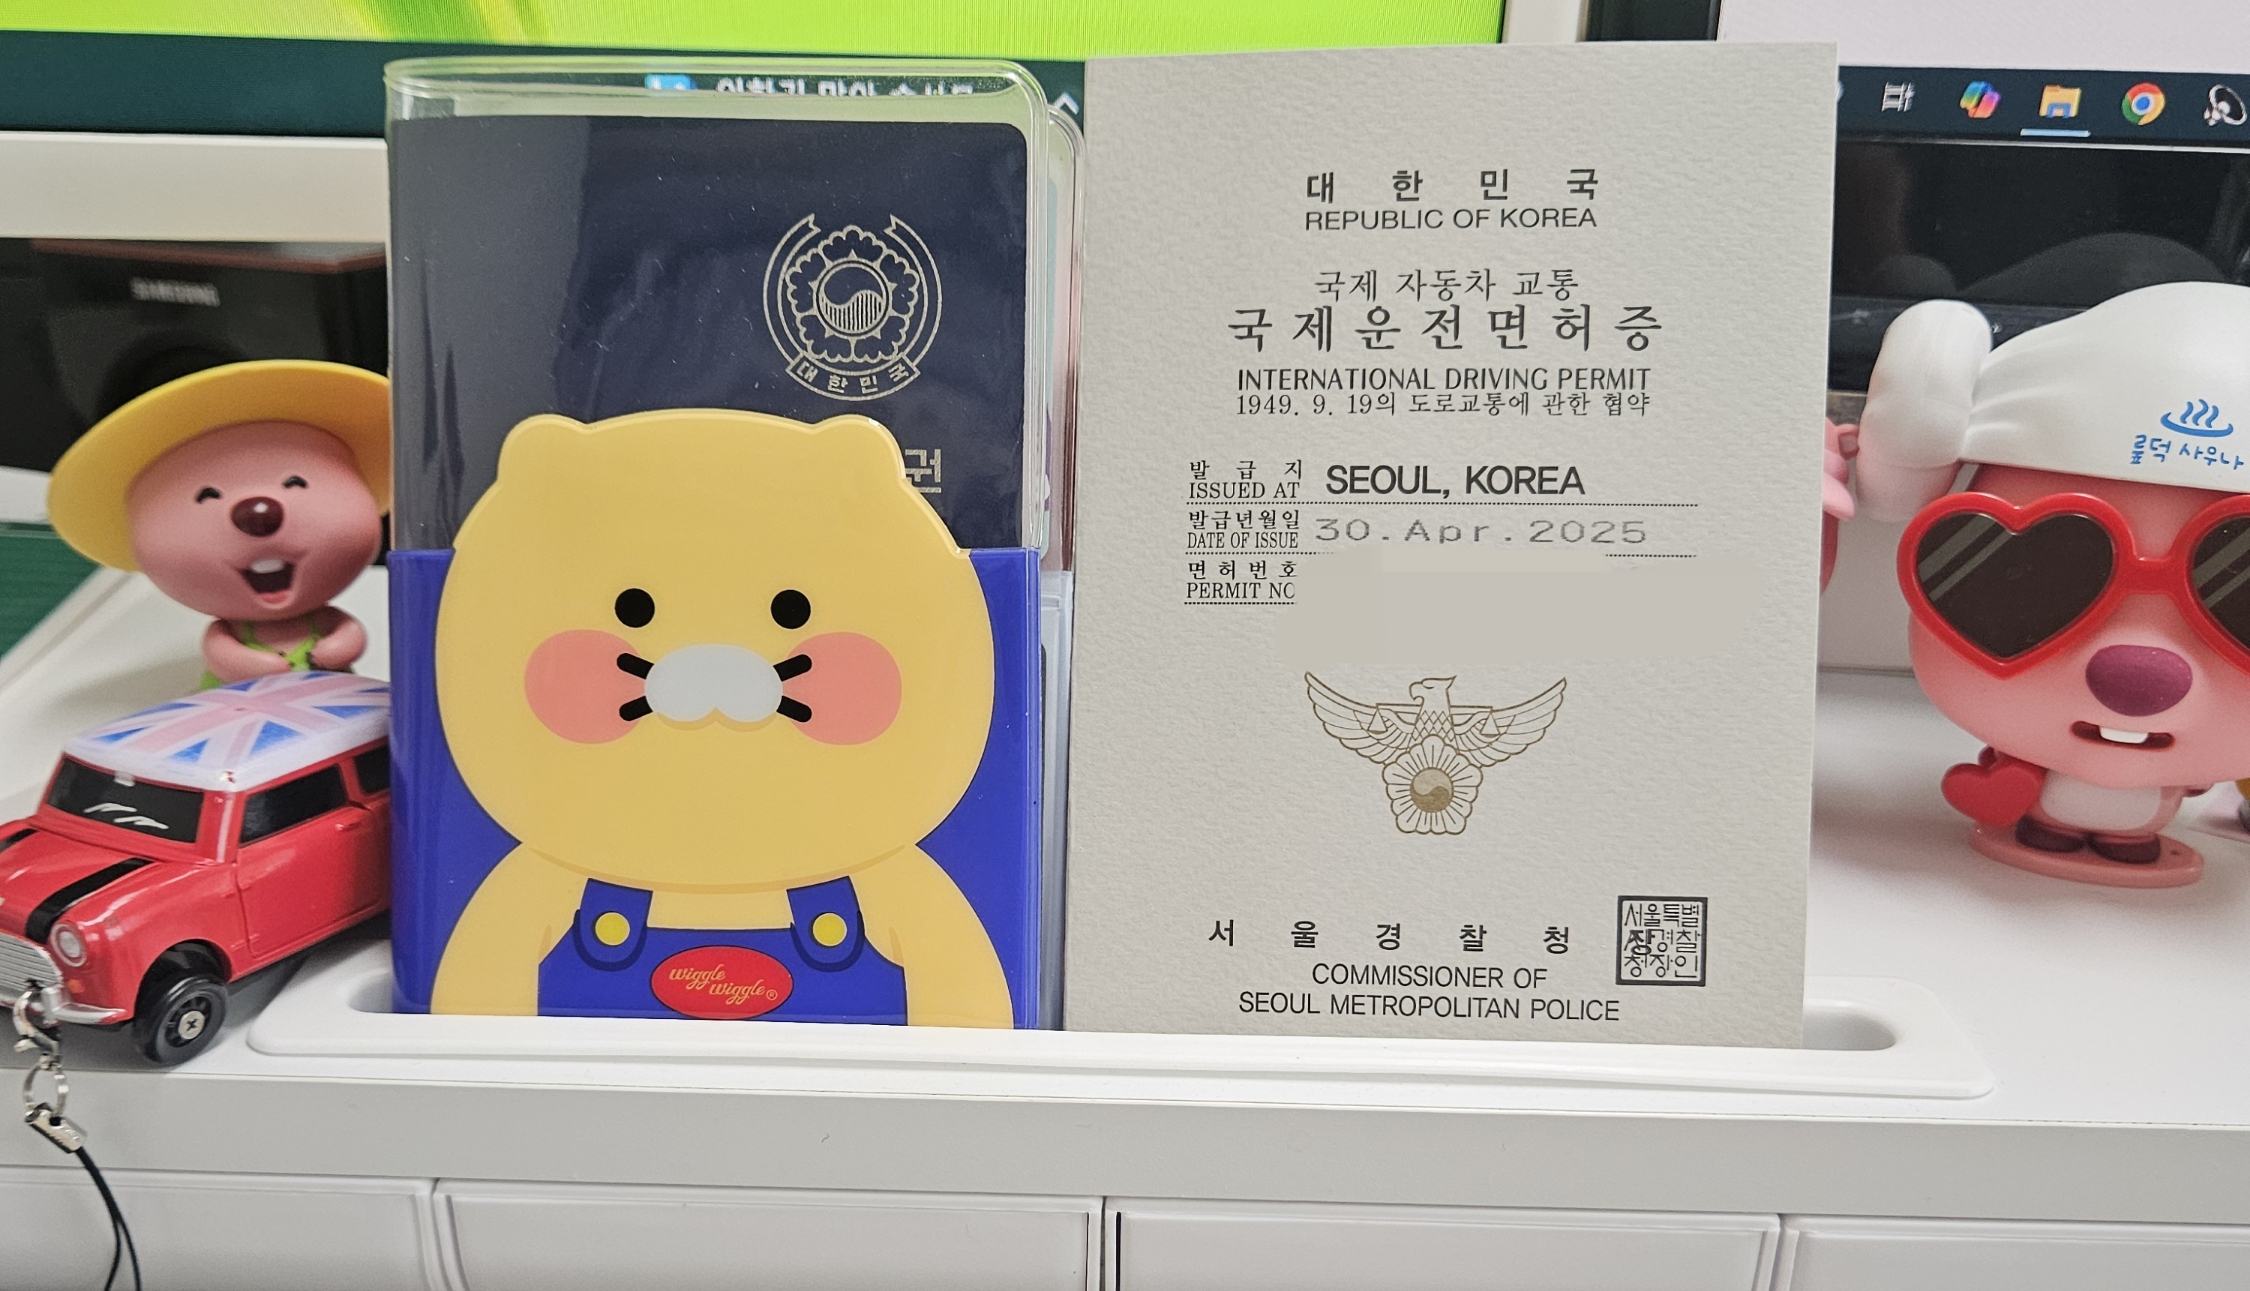 SAMSUNG
대한민국
권
wiggle
wiggle®
대 한 민 국
REPUBLIC OF KOREA
국제 자동차 교통
국제운전면허증
INTERNATIONAL DRIVING PERMIT
1949. 9. 19의 도로교통에 관한 협약
발 급 지
ISSUED AT SEOUL, KOREA
발급년월일
DATE OF ISSUE 30.Apr.2025
면 허 번 호
PERMIT NO
서 울 경 찰 청
COMMISSIONER OF
SEOUL METROPOLITAN POLICE
서울특별
청장인
사우나